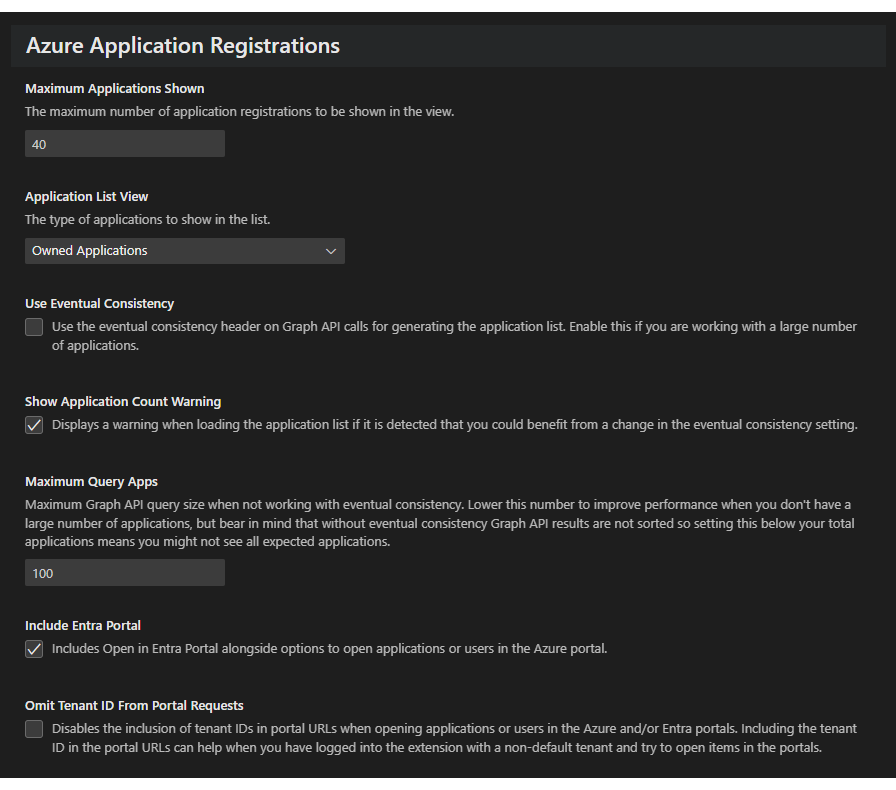 Azure Application Registrations
Maximum Applications Shown
The maximum number of application registrations to be shown in the view.
40
Application List View
The type of applications to show in the list.
Owned Applications
Use Eventual Consistency
Use the eventual consistency header on Graph API calls for generating the application list. Enable this if you are working with a large number
of applications.
Show Application Count Warning
Displays a warning when loading the application list if it is detected that you could benefit from a change in the eventual consistency setting.
Maximum Query Apps
Maximum Graph API query size when not working with eventual consistency. Lower this number to improve performance when you don't have a
large number of applications, but bear in mind that without eventual consistency Graph API results are not sorted so setting this below your total
applications means you might not see all expected applications.
100
Include Entra Portal
Includes Open in Entra Portal alongside options to open applications or users in the Azure portal.
Omit Tenant ID From Portal Requests
Disables the inclusion of tenant IDs in portal URLs when opening applications or users in the Azure and/or Entra portals. Including the tenant
ID in the portal URLs can help when you have logged into the extension with a non-default tenant and try to open items in the portals.